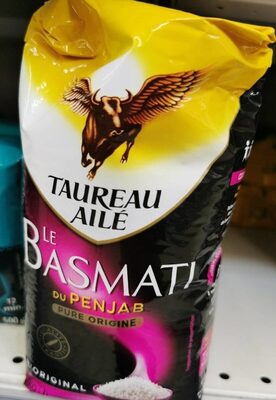 TAUREAU
AILÉ
LE
BASMATI
DU PENJAB
PURE ORIGINE
ORIGINAL